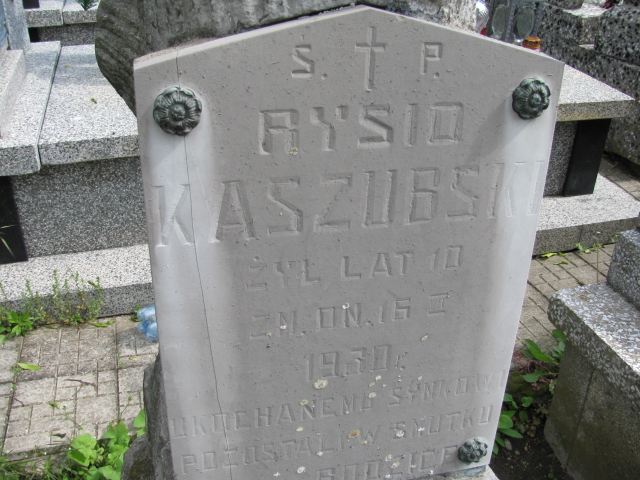 S. P.
RYSIO
KASZUBSKI
ŻYŁ LAT 10
ZM. DN. 16 I
1930 r.
UKOCHANEMU SYNKOWI
POZOSTALI W SMUTKU
RODZICE